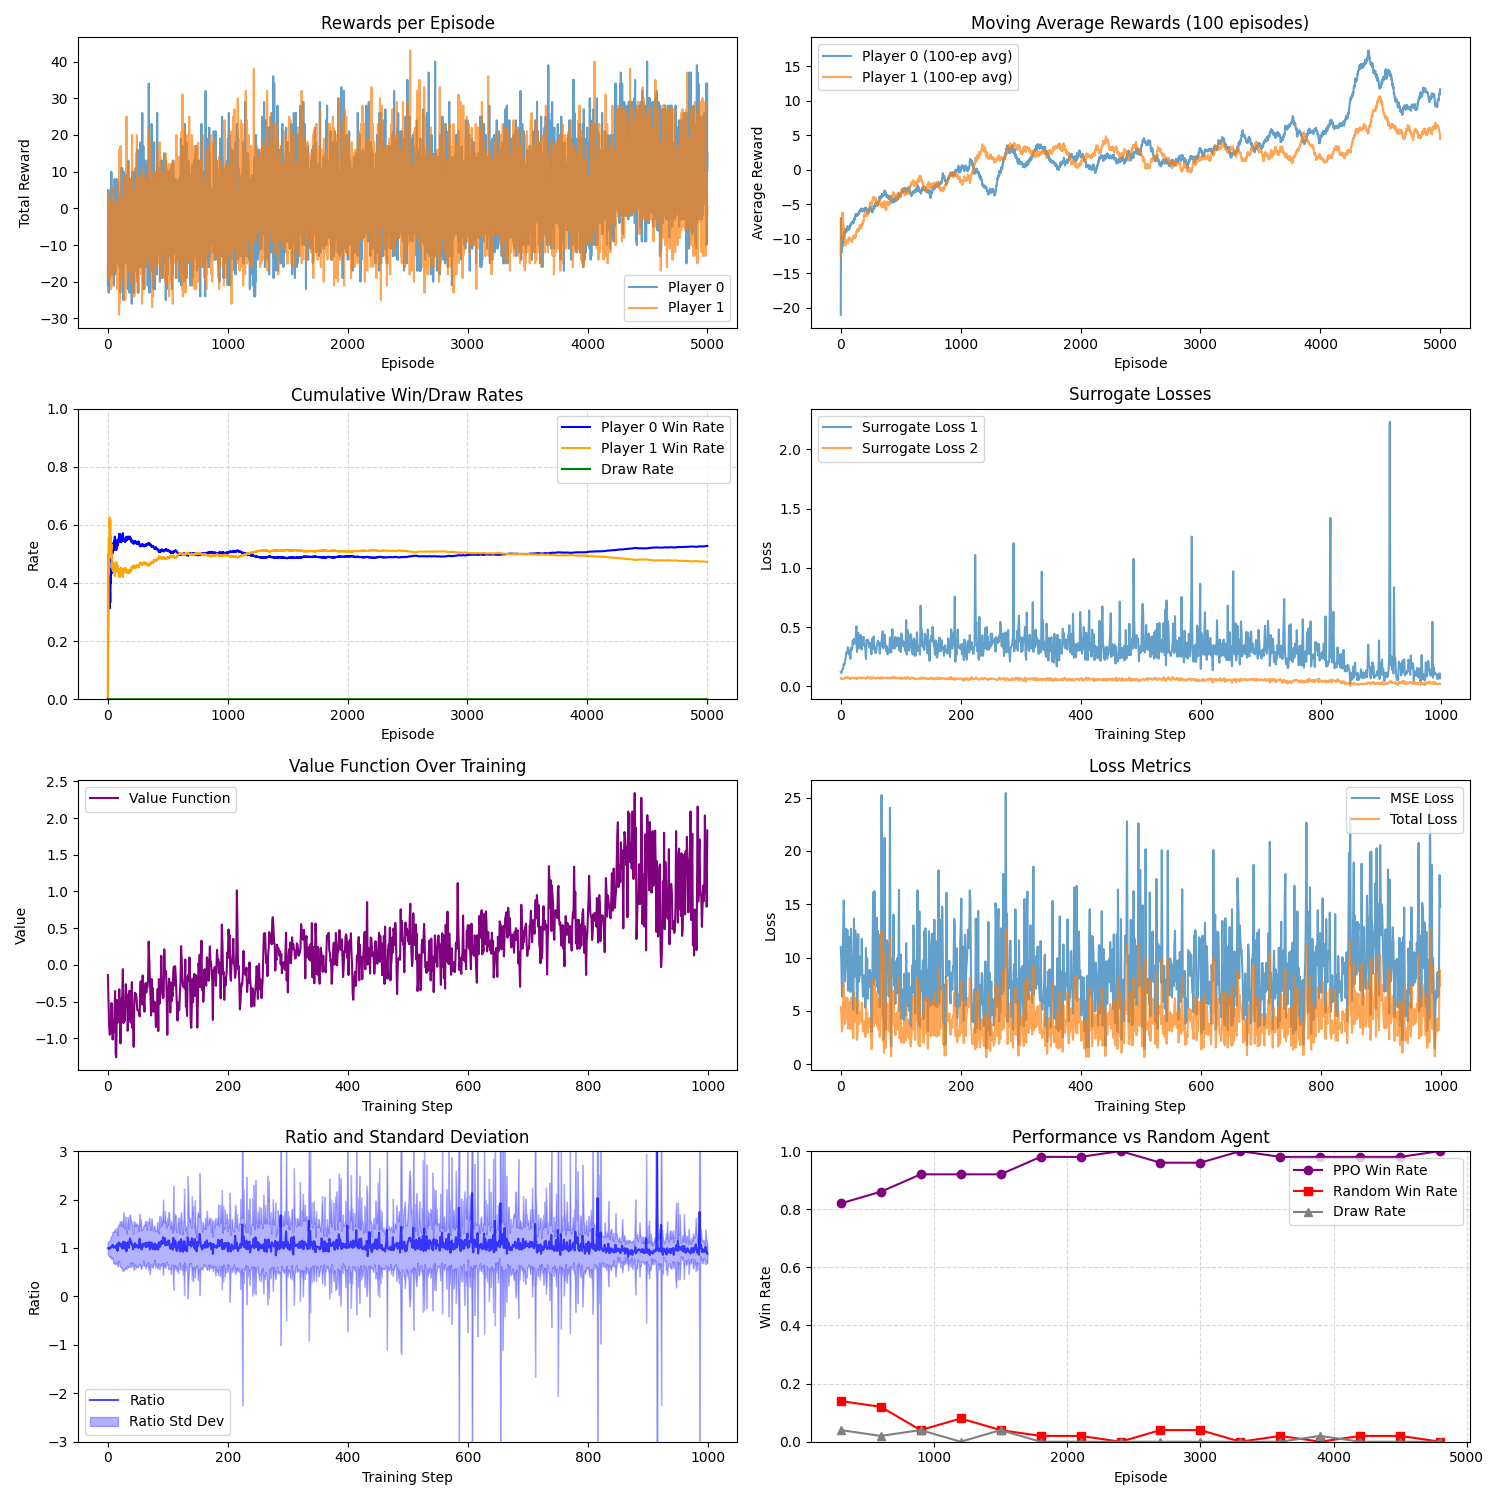 Rewards per Episode
Total Reward
40
30
20
10
0
−10
−20
−30
Player 0
Player 1
0 1000 2000 3000 4000 5000
Episode
Moving Average Rewards (100 episodes)
Average Reward
15
10
5
0
−5
−10
−15
−20
Player 0 (100-ep avg)
Player 1 (100-ep avg)
0 1000 2000 3000 4000 5000
Episode
Cumulative Win/Draw Rates
Rate
1.0
0.8
0.6
0.4
0.2
0.0
Player 0 Win Rate
Player 1 Win Rate
Draw Rate
0 1000 2000 3000 4000 5000
Episode
Surrogate Losses
Loss
2.0
1.5
1.0
0.5
0.0
Surrogate Loss 1
Surrogate Loss 2
0 200 400 600 800 1000
Training Step
Value Function Over Training
Value
2.5
2.0
1.5
1.0
0.5
0.0
−0.5
−1.0
Value Function
0 200 400 600 800 1000
Training Step
Loss Metrics
Loss
25
20
15
10
5
0
MSE Loss
Total Loss
0 200 400 600 800 1000
Training Step
Ratio and Standard Deviation
Ratio
3
2
1
0
−1
−2
−3
Ratio
Ratio Std Dev
0 200 400 600 800 1000
Training Step
Performance vs Random Agent
Win Rate
1.0
0.8
0.6
0.4
0.2
0.0
PPO Win Rate
Random Win Rate
Draw Rate
1000 2000 3000 4000 5000
Episode